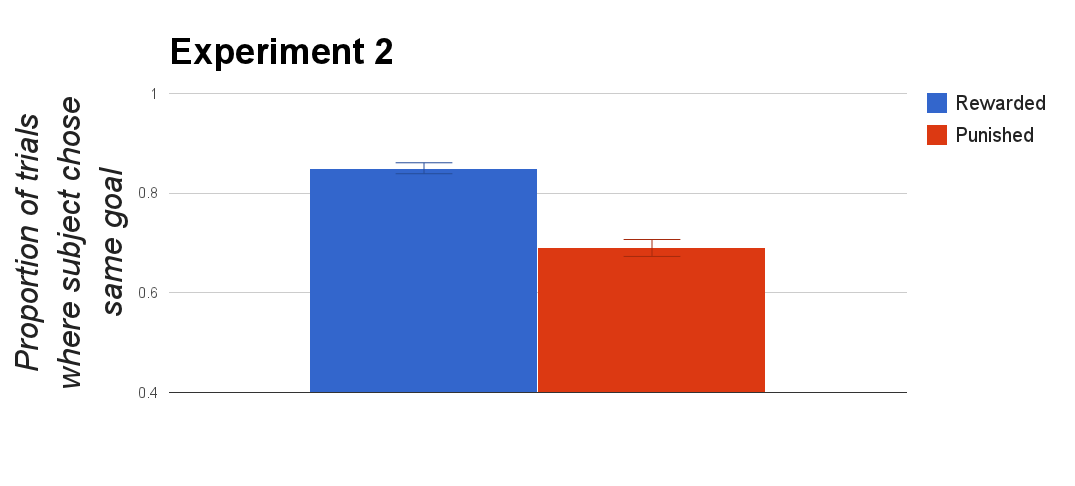 Experiment 2
Proportion of trials
where subject chose
same goal
1
0.8
0.6
0.4
Rewarded
Punished